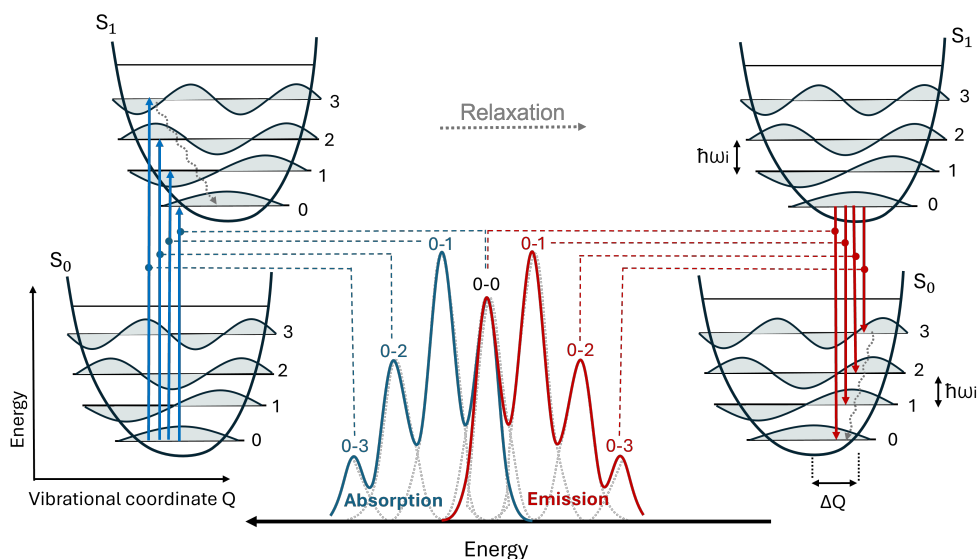 S₁
3
2
1
0
Relaxation
S₁
3
2
1
0
ħωi
S₀
3
2
1
0
Energy
Vibrational coordinate Q
0-1
0-1
0-0
0-2
0-2
0-3
0-3
Absorption
Emission
Energy
S₀
3
2
1
0
ħωi
ΔQ